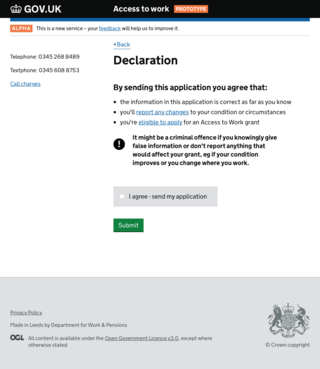 GOV.UK
Access to work PROTOTYPE
ALPHA This is a new service – your feedback will help us to improve it.
Telephone: 0345 268 8489
Textphone: 0345 608 8753
Call charges
<Back
Declaration
By sending this application you agree that:
• the information in this application is correct as far as you know
• you'll report any changes to your condition or circumstances
• you're eligible to apply for an Access to Work grant
! It might be a criminal offence if you knowingly give
false information or don't report anything that
would affect your grant, eg if your condition
improves or you change where you work.
I agree - send my application
Submit
Privacy Policy
Made in Leeds by Department for Work & Pensions
OGL All content is available under the Open Government Licence v3.0, except where
otherwise stated
© Crown copyright